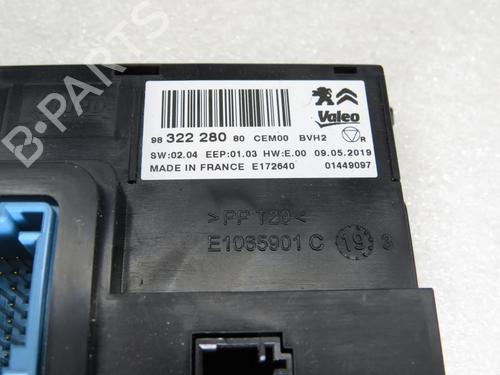 B-PARTS
Valeo
98 322 280 80 CEM00 BVH2 R
SW:02.04 EEP:01.03 HW:E.00 09.05.2019
MADE IN FRANCE E172640 01449097
>PP T20<
E1065901 C 19 3